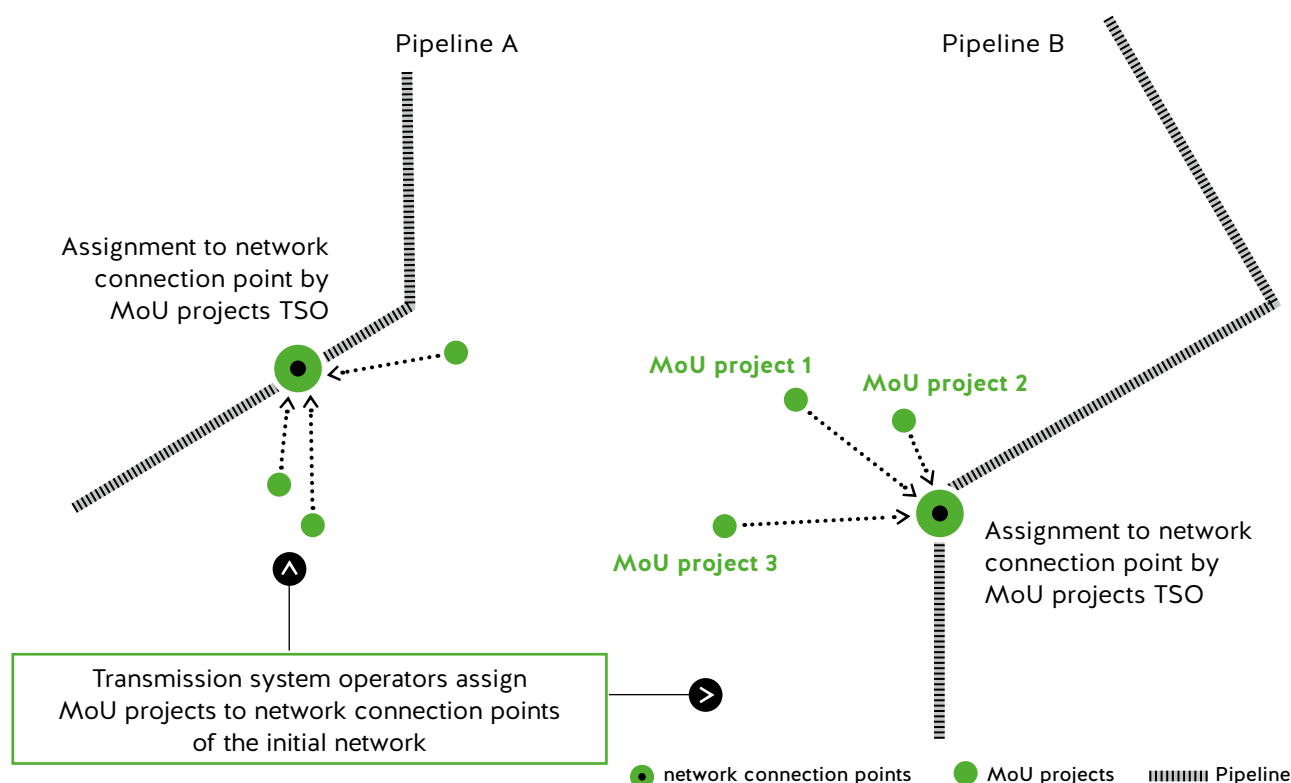 Pipeline A
Pipeline B
Assignment to network
connection point by
MoU projects TSO
MoU project 1
MoU project 2
MoU project 3
Assignment to network
connection point by
MoU projects TSO
Transmission system operators assign
MoU projects to network connection points
of the initial network
network connection points
MoU projects
Pipeline